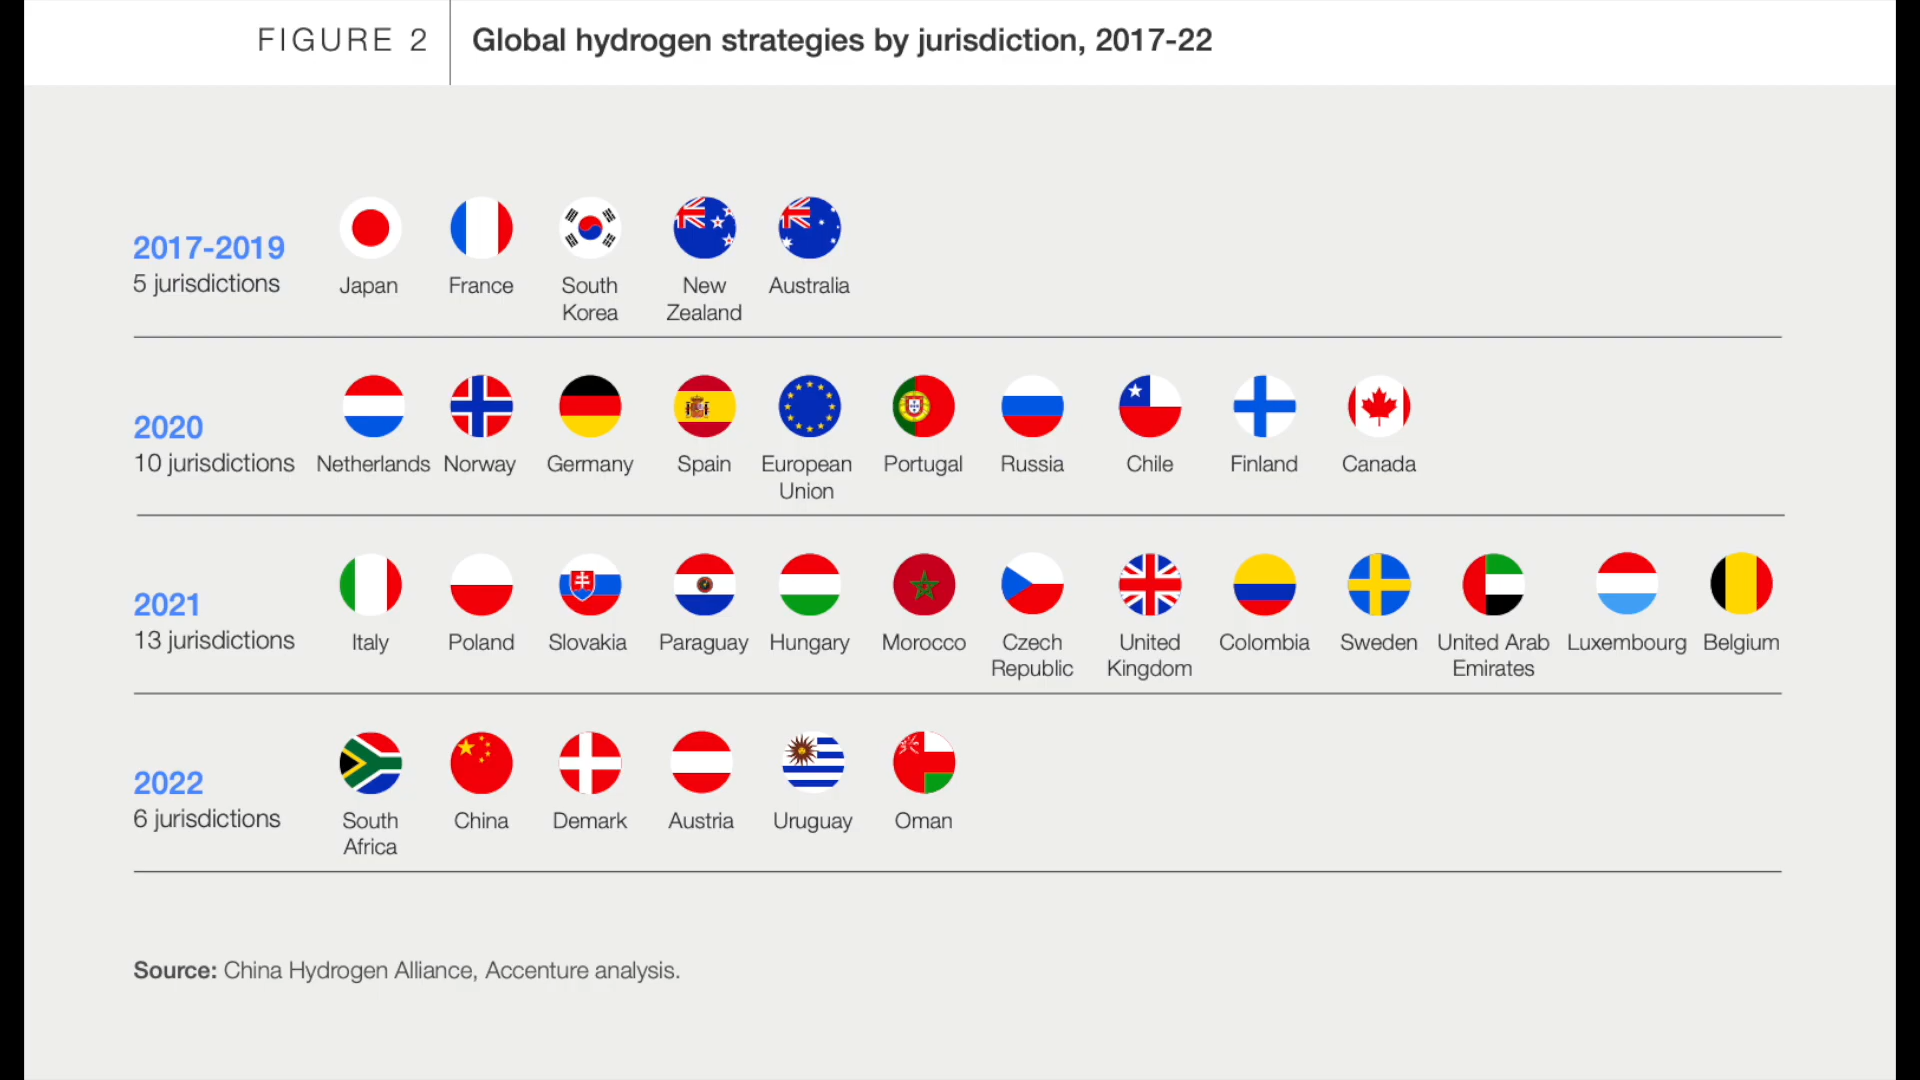 FIGURE 2
Global hydrogen strategies by jurisdiction, 2017-22
2017-2019
5 jurisdictions
Japan
France
South
Korea
New
Zealand
Australia
2020
10 jurisdictions
Netherlands
Norway
Germany
Spain
European
Union
Portugal
Russia
Chile
Finland
Canada
2021
13 jurisdictions
Italy
Poland
Slovakia
Paraguay
Hungary
Morocco
Czech
Republic
United
Kingdom
Colombia
Sweden
United Arab
Emirates
Luxembourg
Belgium
2022
6 jurisdictions
South
Africa
China
Demark
Austria
Uruguay
Oman
Source: China Hydrogen Alliance, Accenture analysis.